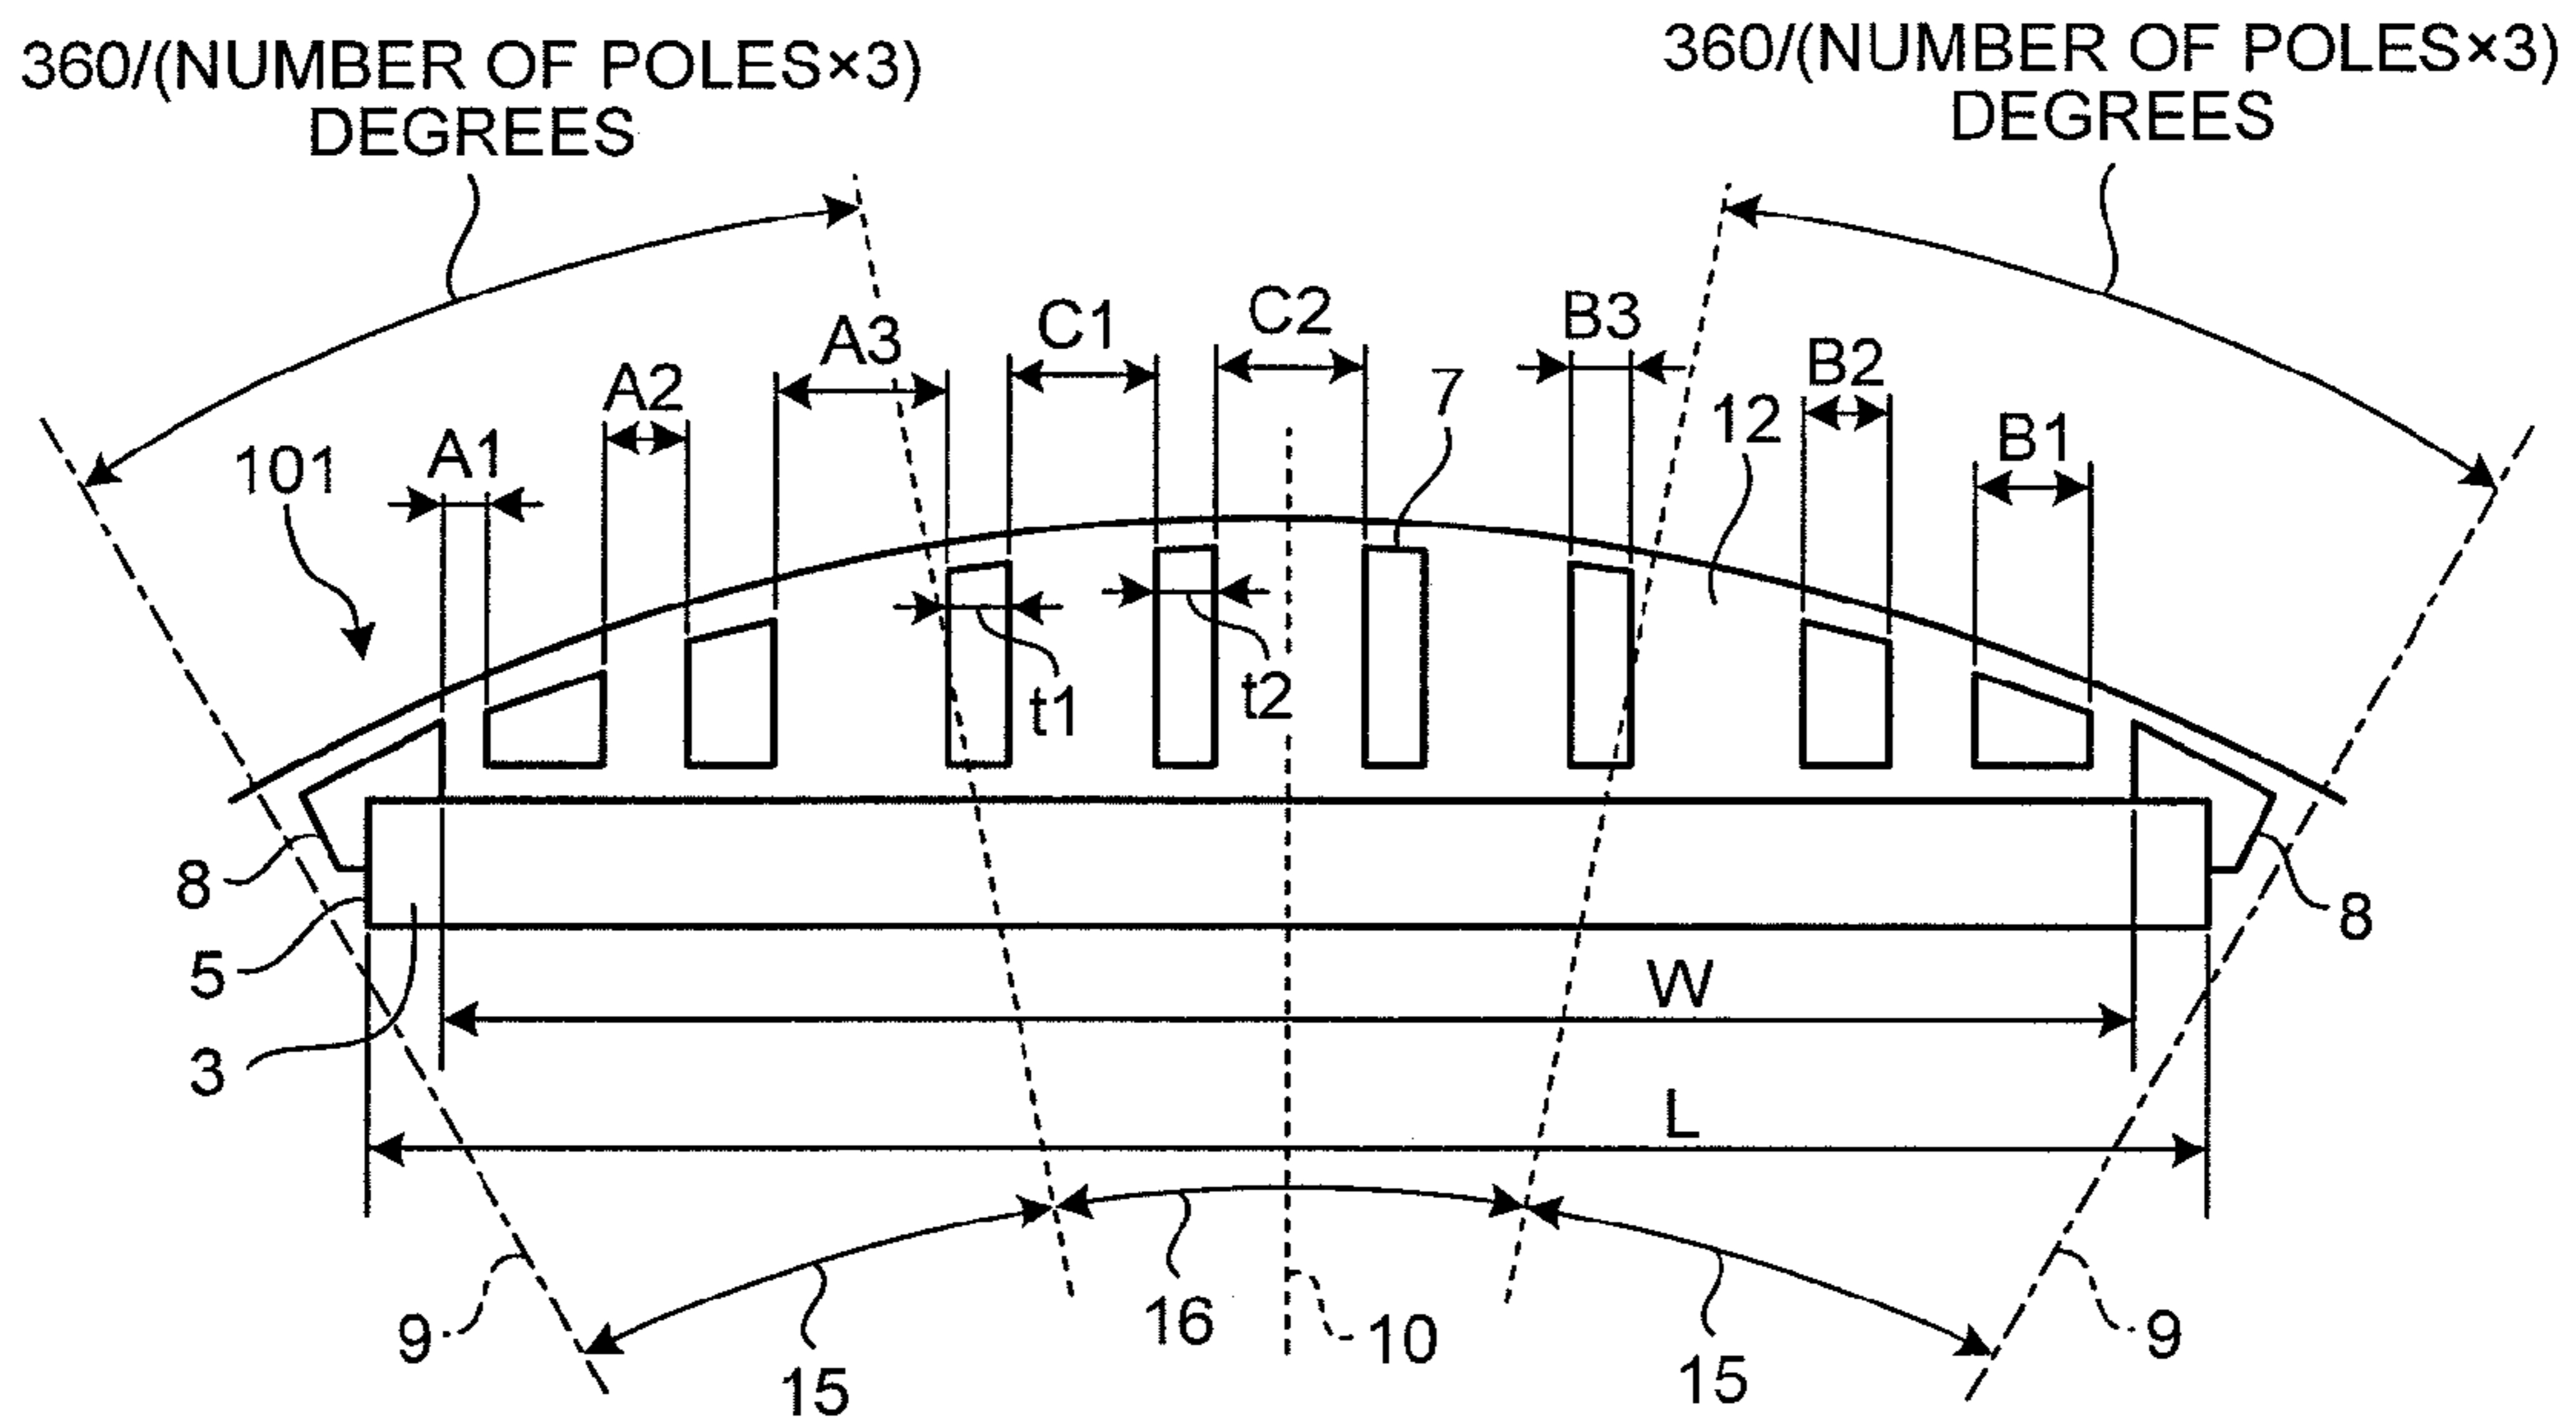 360/(NUMBER OF POLES×3)
DEGREES
360/(NUMBER OF POLES×3)
DEGREES
A1
A2
A3
C1
C2
B3
B2
B1
7
12
101
t1
t2
8
5
3
8
W
L
9
15
16
10
15
9